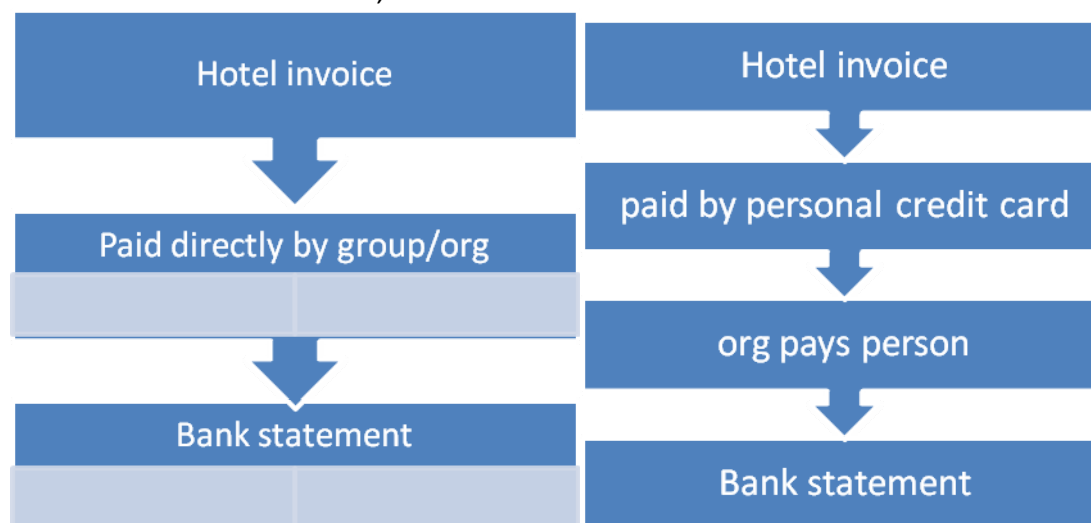 Hotel invoice
Paid directly by group/org
Bank statement
Hotel invoice
paid by personal credit card
org pays person
Bank statement